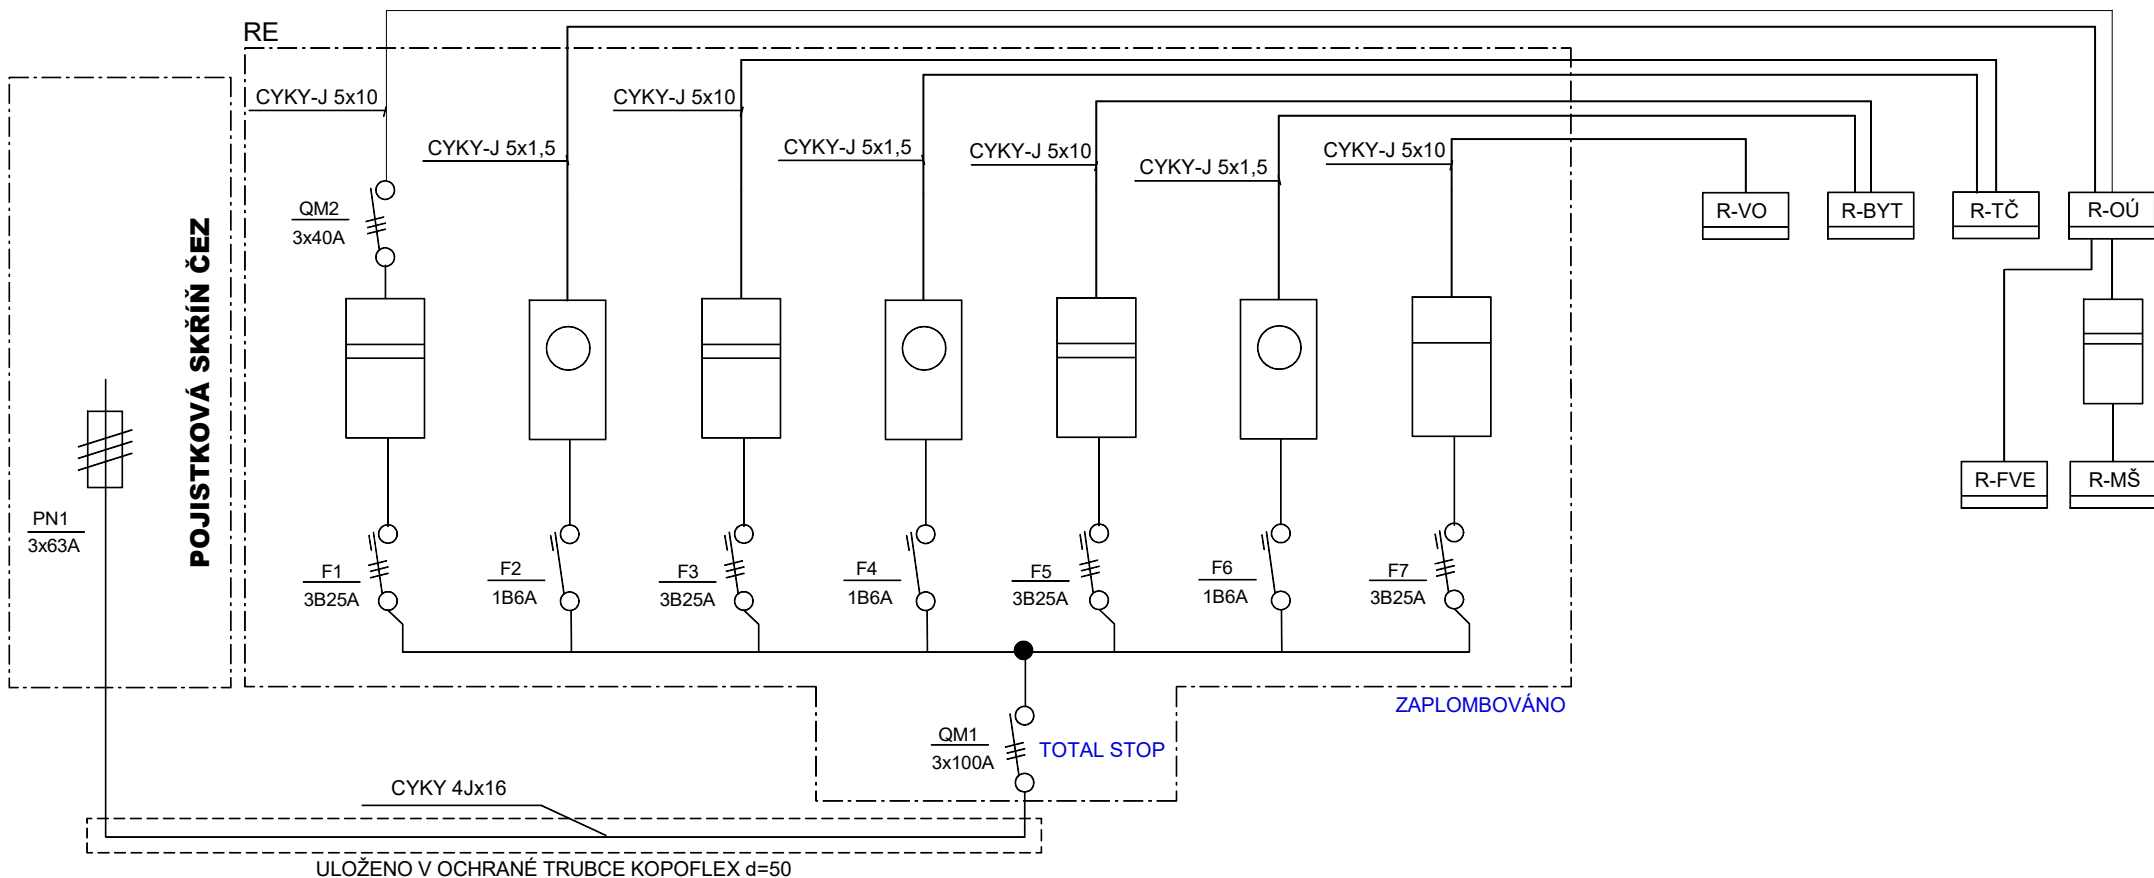 RE
CYKY-J 5x10
CYKY-J 5x1,5
CYKY-J 5x10
CYKY-J 5x1,5
CYKY-J 5x10
CYKY-J 5x1,5
CYKY-J 5x10
QM2
3x40A
R-VO
R-BYT
R-TČ
R-OÚ
POJISTKOVÁ SKŘÍŇ ČEZ
R-FVE
R-MŠ
PN1
3x63A
F1
3B25A
F2
1B6A
F3
3B25A
F4
1B6A
F5
3B25A
F6
1B6A
F7
3B25A
ZAPLOMBOVÁNO
QM1
3x100A
TOTAL STOP
CYKY 4Jx16
ULOŽENO V OCHRANÉ TRUBCE KOPOFLEX d=50